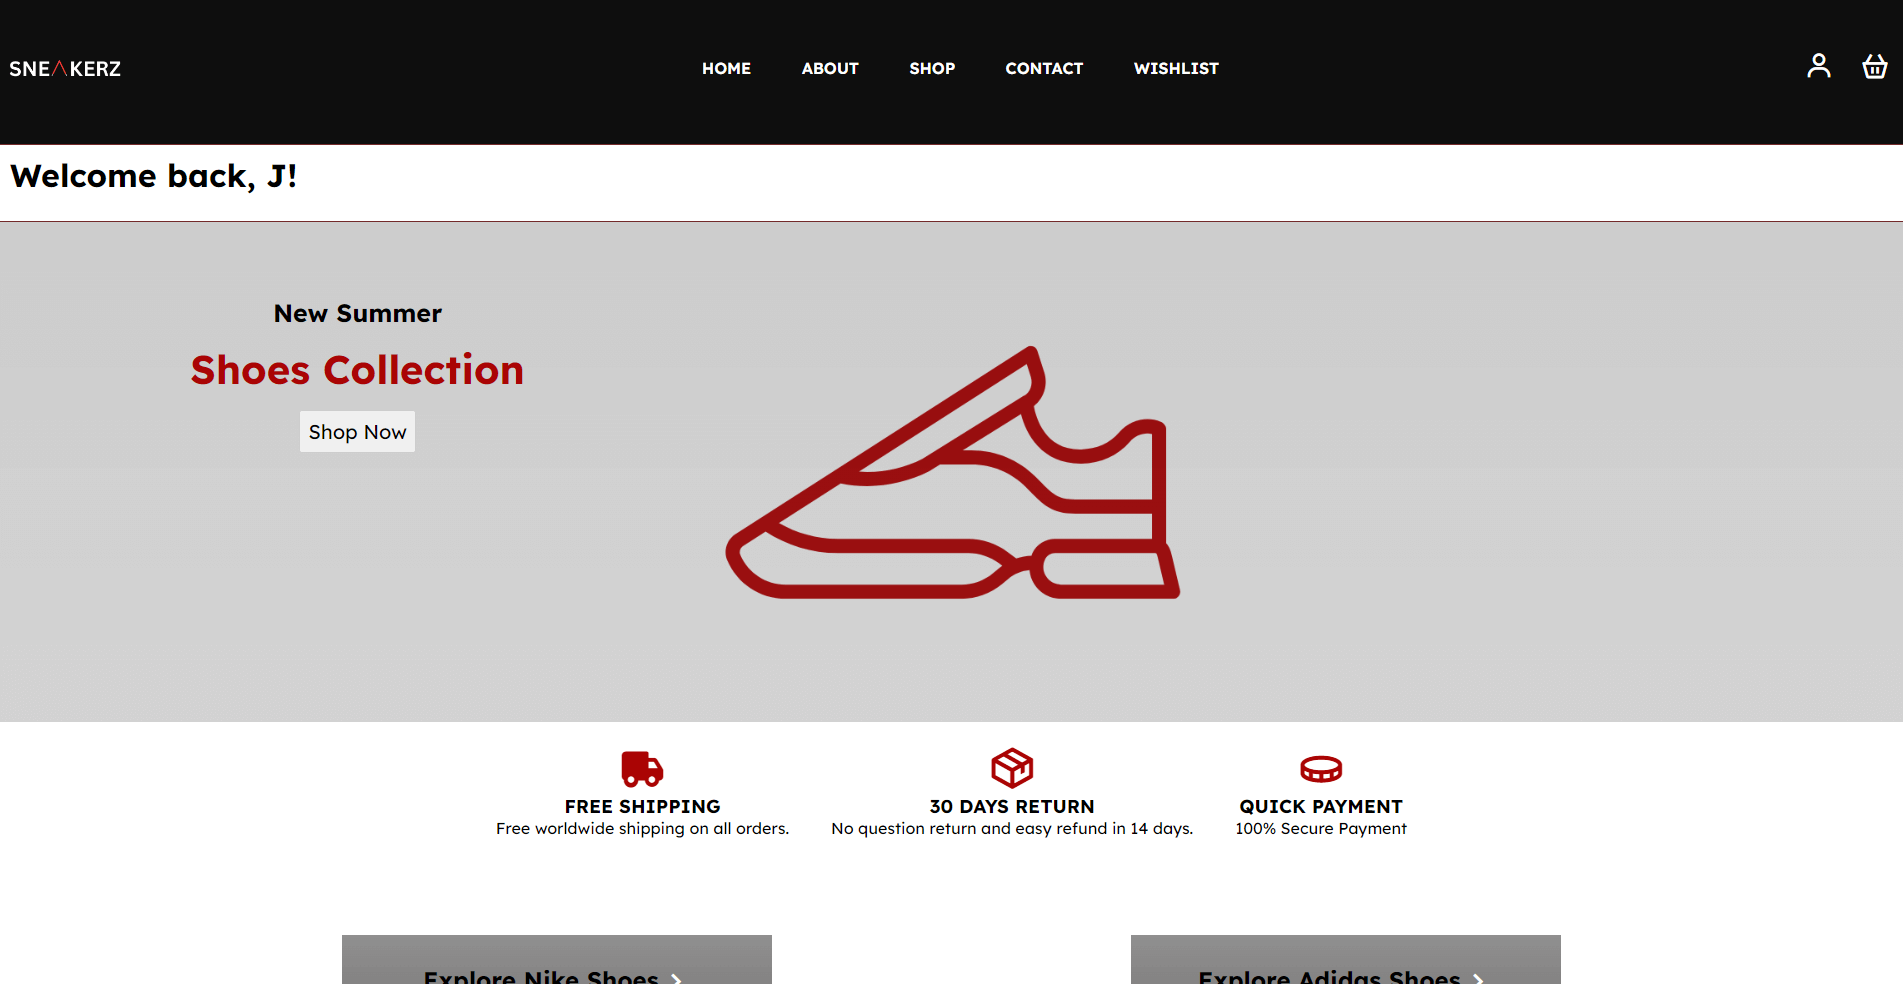 SNEAKERZ
HOME ABOUT SHOP CONTACT WISHLIST
Welcome back, J!
New Summer
Shoes Collection
Shop Now
FREE SHIPPING
Free worldwide shipping on all orders.
30 DAYS RETURN
No question return and easy refund in 14 days.
QUICK PAYMENT
100% Secure Payment
Explore Nike Shoes
Explore Adidas Shoes